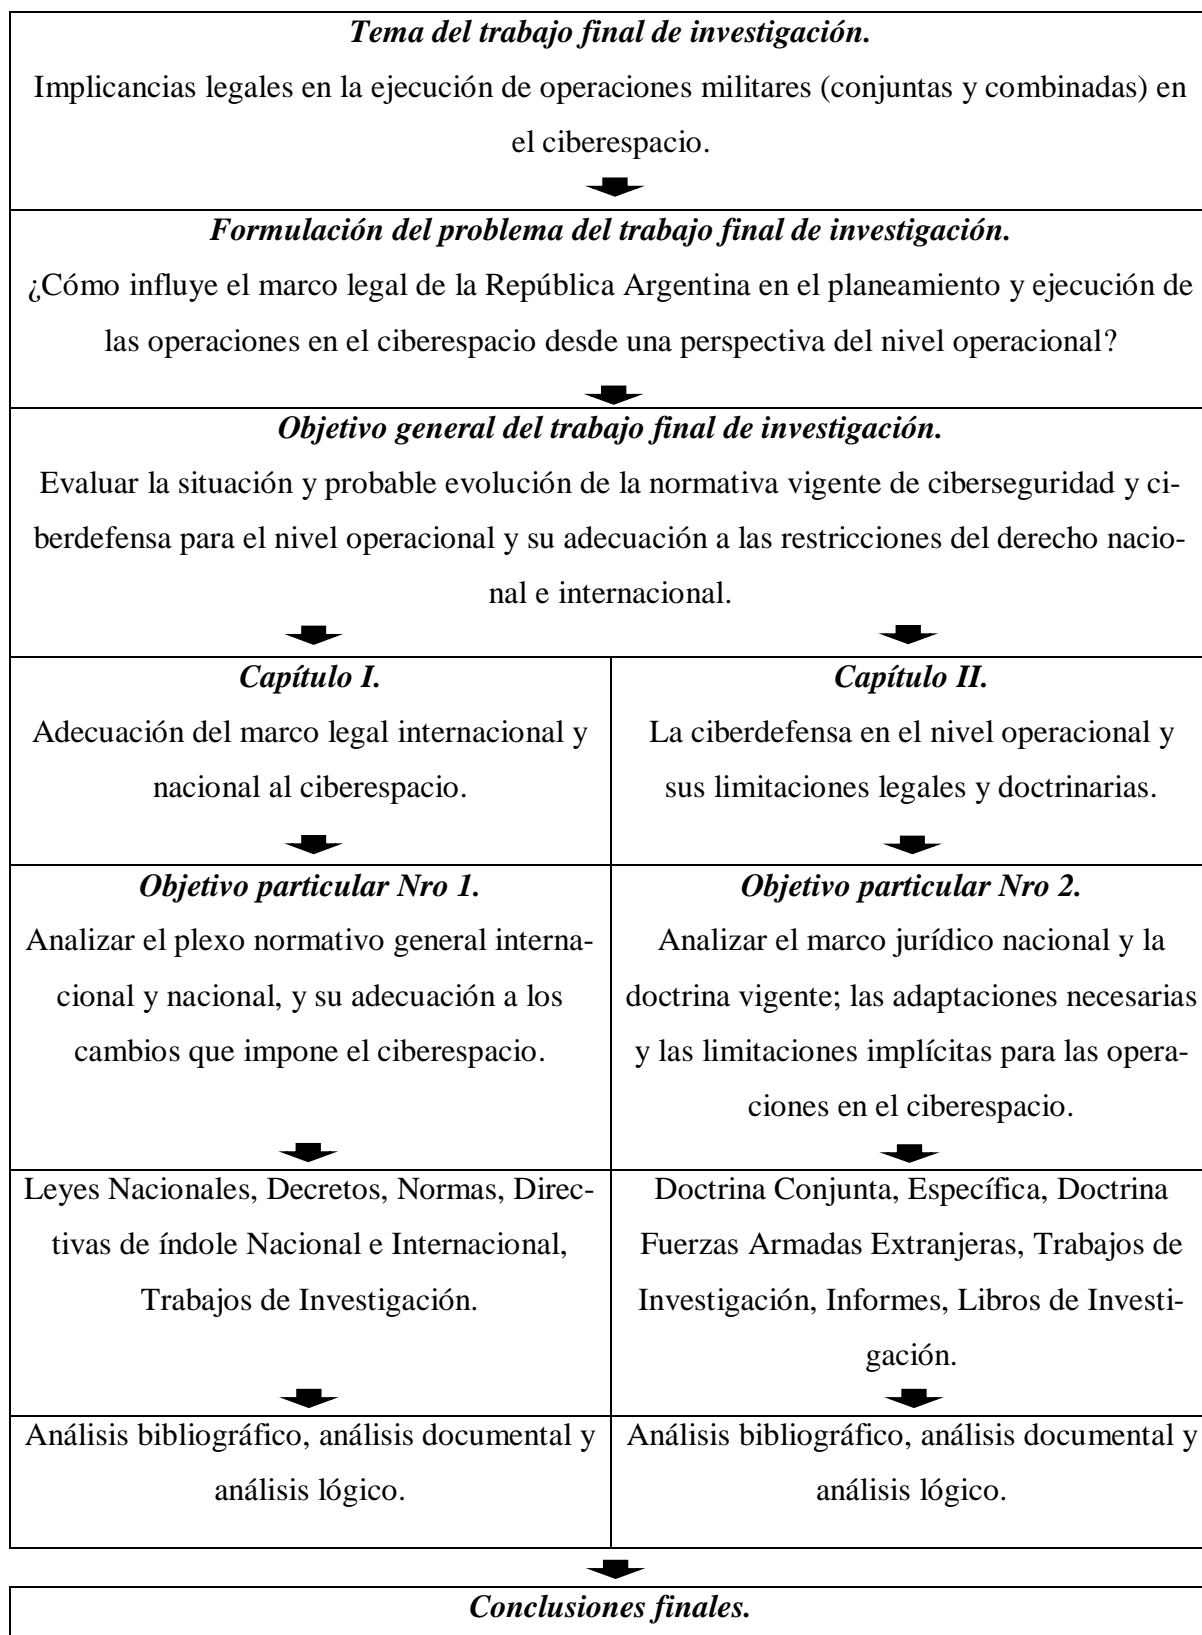 Tema del trabajo final de investigación.
Implicancias legales en la ejecución de operaciones militares (conjuntas y combinadas) en
el ciberespacio.
Formulación del problema del trabajo final de investigación.
¿Cómo influye el marco legal de la República Argentina en el planeamiento y ejecución de
las operaciones en el ciberespacio desde una perspectiva del nivel operacional?
Objetivo general del trabajo final de investigación.
Evaluar la situación y probable evolución de la normativa vigente de ciberseguridad y ci-
berdefensa para el nivel operacional y su adecuación a las restricciones del derecho nacio-
nal e internacional.
Capítulo I.
Adecuación del marco legal internacional y
nacional al ciberespacio.
Objetivo particular Nro 1.
Analizar el plexo normativo general interna-
cional y nacional, y su adecuación a los
cambios que impone el ciberespacio.
Leyes Nacionales, Decretos, Normas, Direc-
tivas de índole Nacional e Internacional,
Trabajos de Investigación.
Análisis bibliográfico, análisis documental y
análisis lógico.
Capítulo II.
La ciberdefensa en el nivel operacional y
sus limitaciones legales y doctrinarias.
Objetivo particular Nro 2.
Analizar el marco jurídico nacional y la
doctrina vigente; las adaptaciones necesarias
y las limitaciones implícitas para las opera-
ciones en el ciberespacio.
Doctrina Conjunta, Específica, Doctrina
Fuerzas Armadas Extranjeras, Trabajos de
Investigación, Informes, Libros de Investi-
gación.
Análisis bibliográfico, análisis documental y
análisis lógico.
Conclusiones finales.